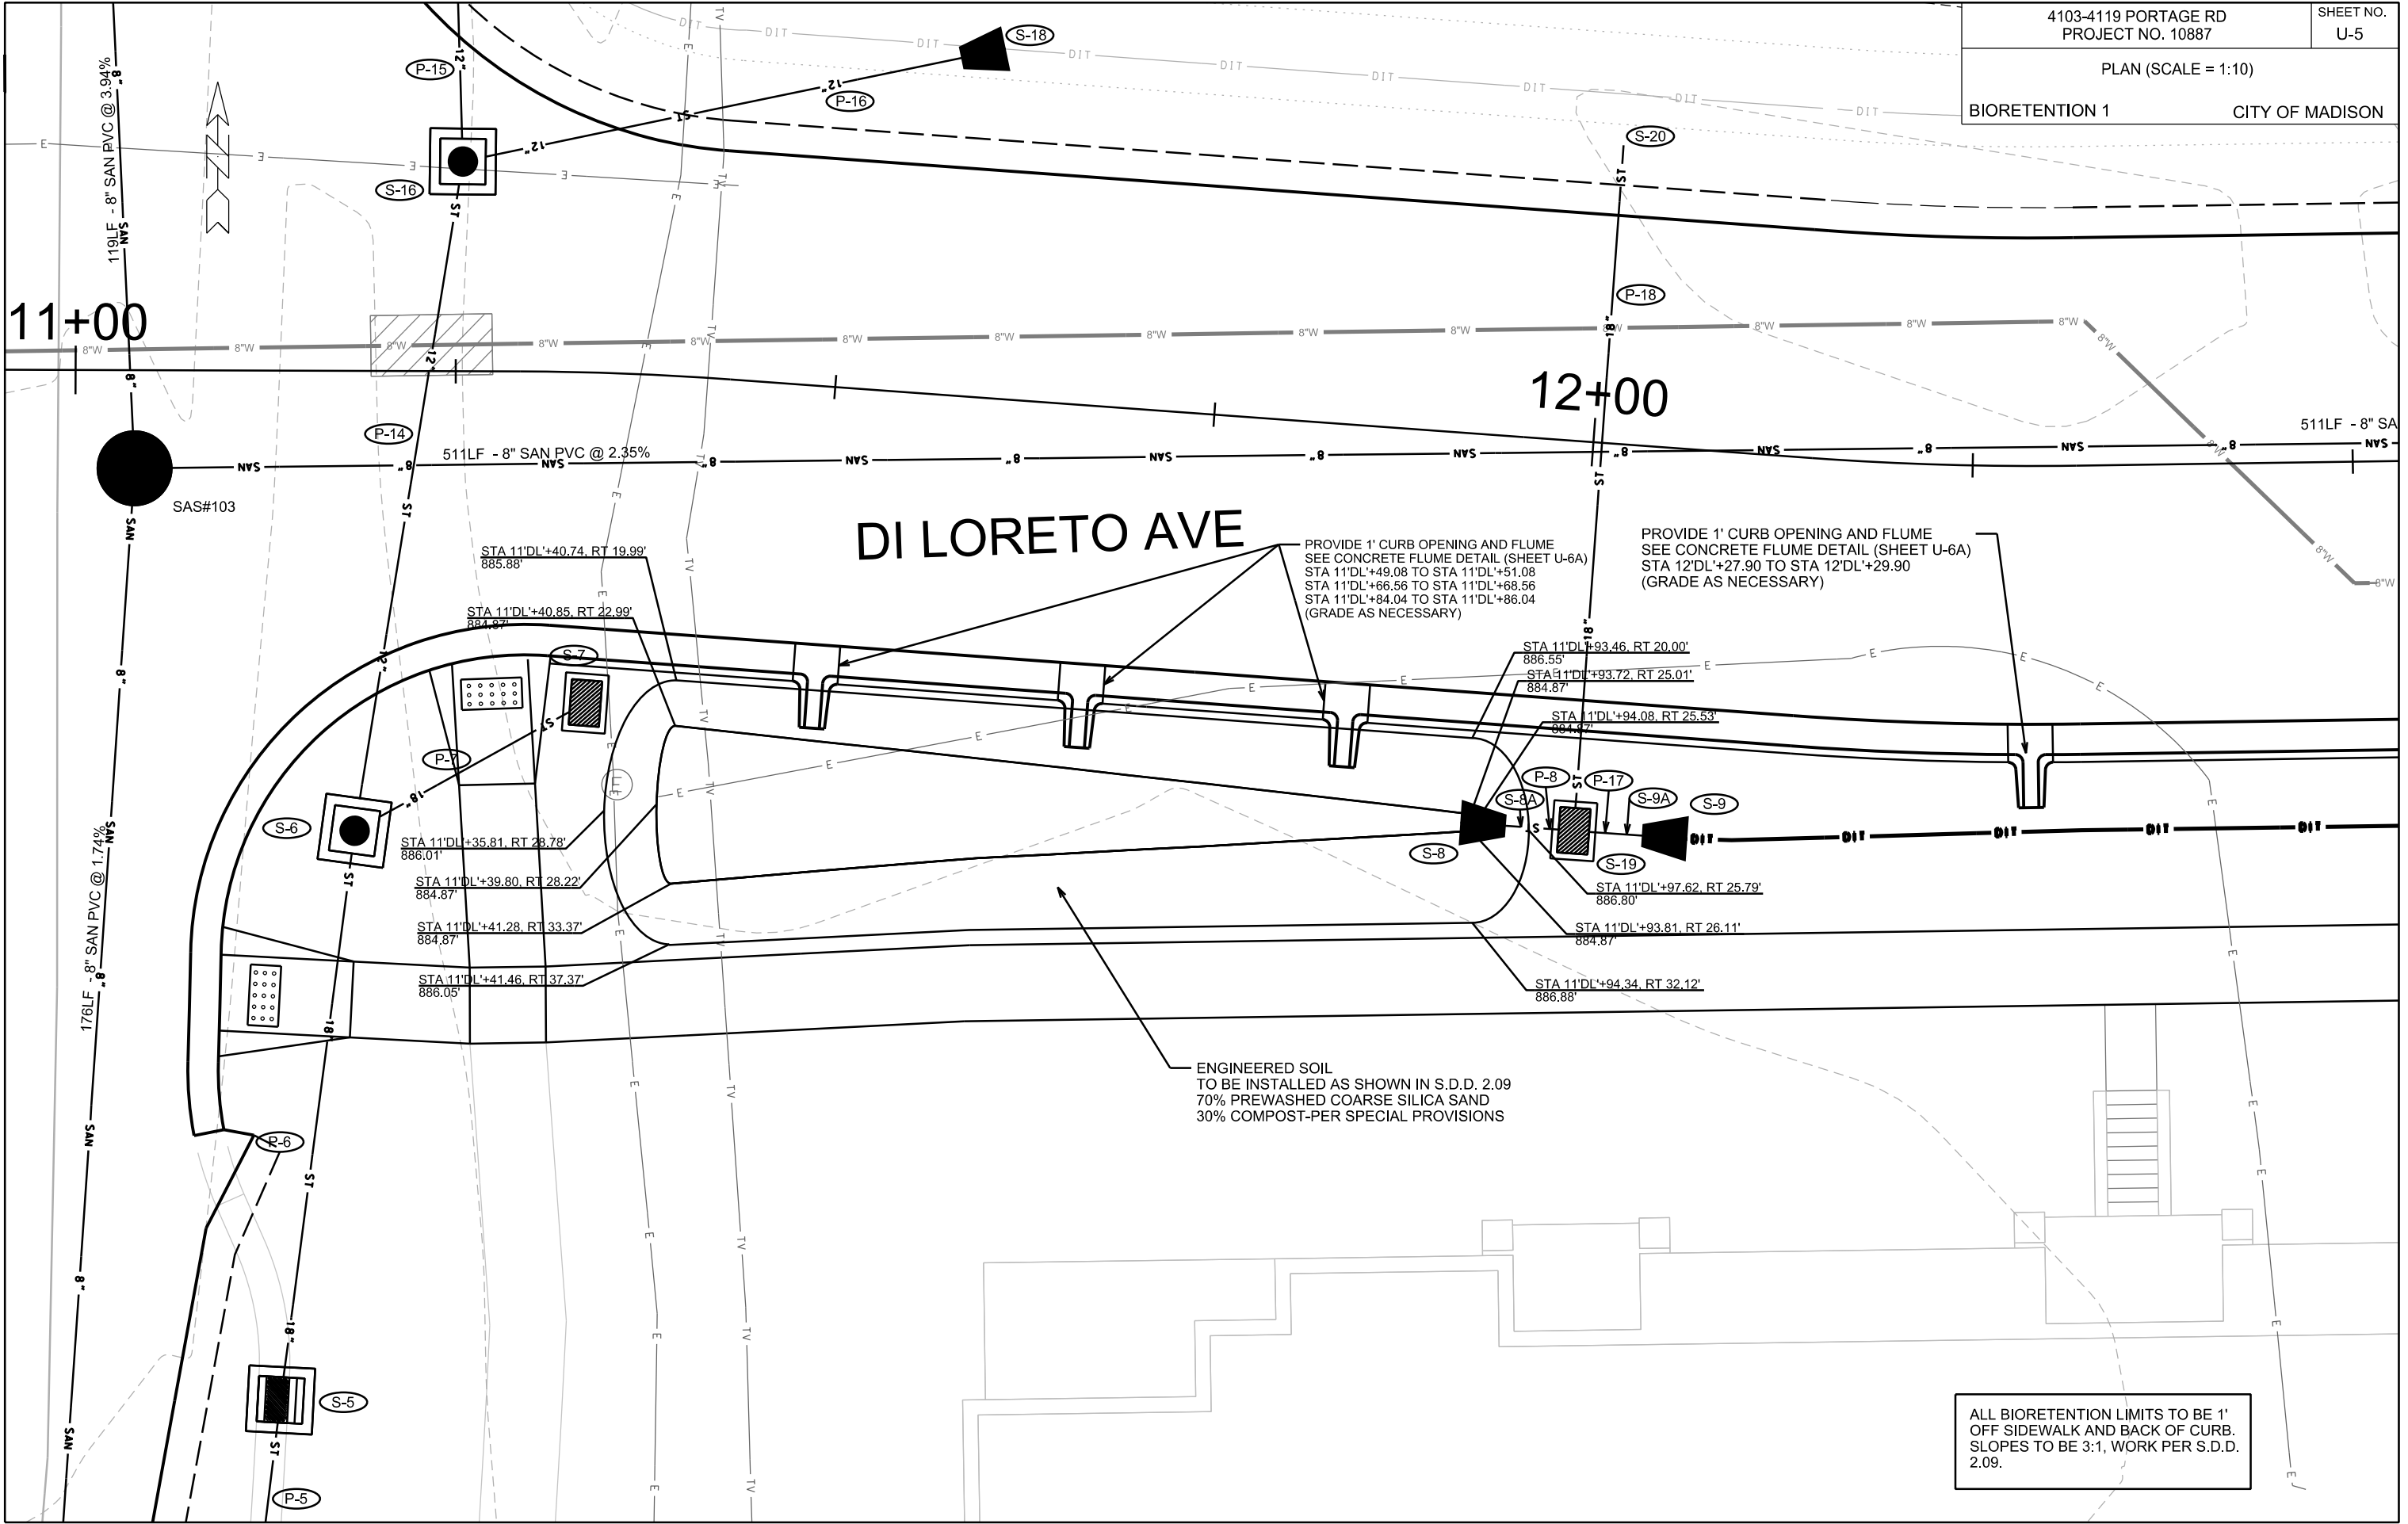 4103-4119 PORTAGE RD
PROJECT NO. 10887
SHEET NO.
U-5
PLAN (SCALE = 1:10)
BIORETENTION 1
CITY OF MADISON
S-18
P-15
P-16
S-16
S-20
P-18
119LF - 8" SAN PVC @ 3.94%
11+00
12+00
P-14
511LF - 8" SAN PVC @ 2.35%
511LF - 8" SA
SAS#103
DI LORETO AVE
PROVIDE 1' CURB OPENING AND FLUME
SEE CONCRETE FLUME DETAIL (SHEET U-6A)
STA 11'DL'+49.08 TO STA 11'DL'+51.08
STA 11'DL'+66.56 TO STA 11'DL'+68.56
STA 11'DL'+84.04 TO STA 11'DL'+86.04
(GRADE AS NECESSARY)
PROVIDE 1' CURB OPENING AND FLUME
SEE CONCRETE FLUME DETAIL (SHEET U-6A)
STA 12'DL'+27.90 TO STA 12'DL'+29.90
(GRADE AS NECESSARY)
STA 11'DL'+40.74, RT 19.99'
885.88'
STA 11'DL'+40.85, RT 22.99'
884.87'
STA 11'DL'+93.46, RT 20.00'
886.55'
STA 11'DL'+93.72, RT 25.01'
884.87'
STA 11'DL'+94.08, RT 25.53'
884.87'
S-7
P-7
S-6
P-8
P-17
S-8A
S-9A
S-9
S-8
S-19
STA 11'DL'+35.81, RT 28.78'
886.01'
STA 11'DL'+39.80, RT 28.22'
884.87'
STA 11'DL'+41.28, RT 33.37'
884.87'
STA 11'DL'+41.46, RT 37.37'
886.05'
STA 11'DL'+97.62, RT 25.79'
886.80'
STA 11'DL'+93.81, RT 26.11'
884.87'
STA 11'DL'+94.34, RT 32.12'
886.88'
176LF - 8" SAN PVC @ 1.74%
ENGINEERED SOIL
TO BE INSTALLED AS SHOWN IN S.D.D. 2.09
70% PREWASHED COARSE SILICA SAND
30% COMPOST-PER SPECIAL PROVISIONS
P-6
S-5
P-5
ALL BIORETENTION LIMITS TO BE 1'
OFF SIDEWALK AND BACK OF CURB.
SLOPES TO BE 3:1, WORK PER S.D.D.
2.09.